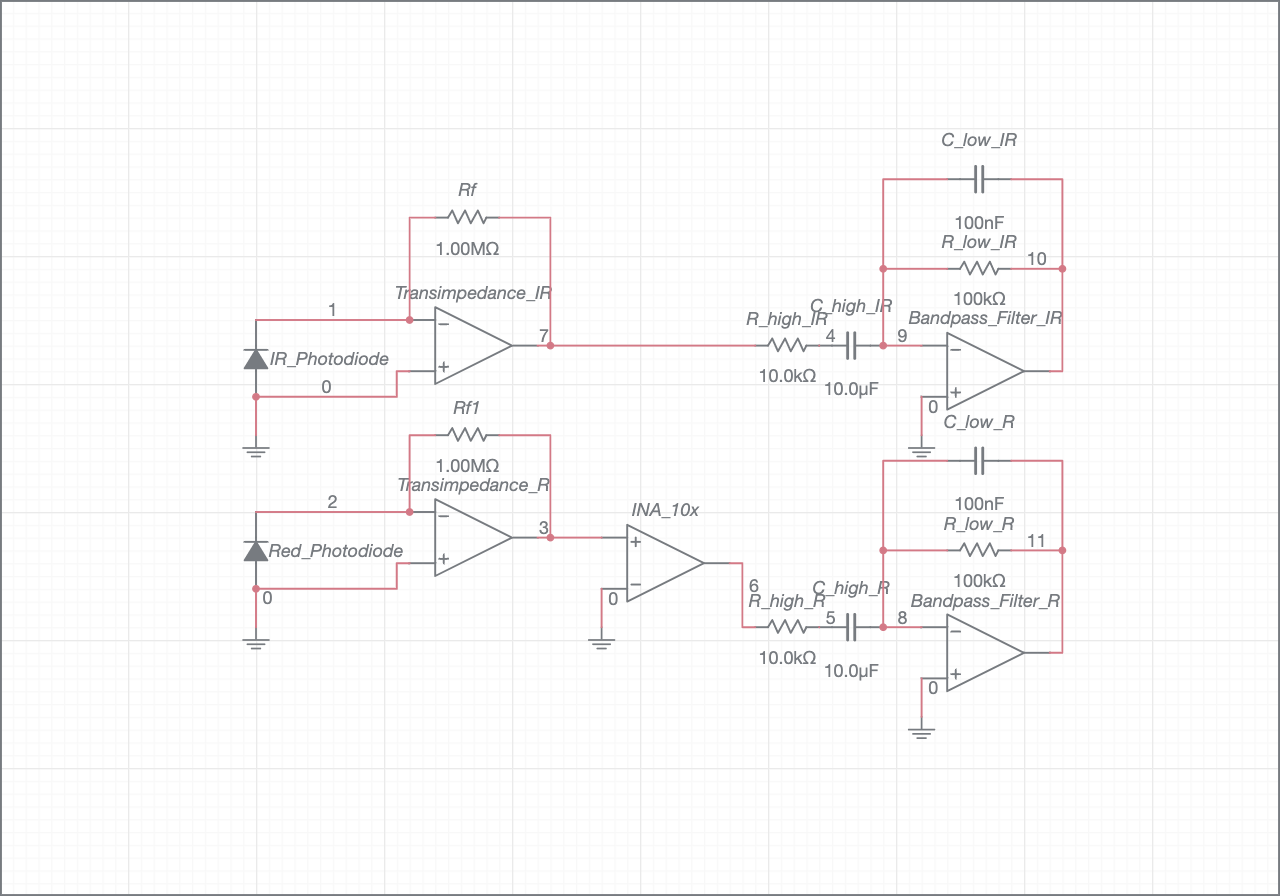 C_low_IR
100nF
R_low_IR
10
100kΩ
Rf
1.00MΩ
Transimpedance_IR
1
7
IR_Photodiode
0
R_high_IR
4
C_high_IR
9
10.0kΩ
10.0µF
Bandpass_Filter_IR
0
Rf1
1.00MΩ
Transimpedance_R
2
3
Red_Photodiode
0
INA_10x
0
6
R_high_R
5
C_high_R
8
10.0kΩ
10.0µF
C_low_R
100nF
R_low_R
11
100kΩ
Bandpass_Filter_R
0